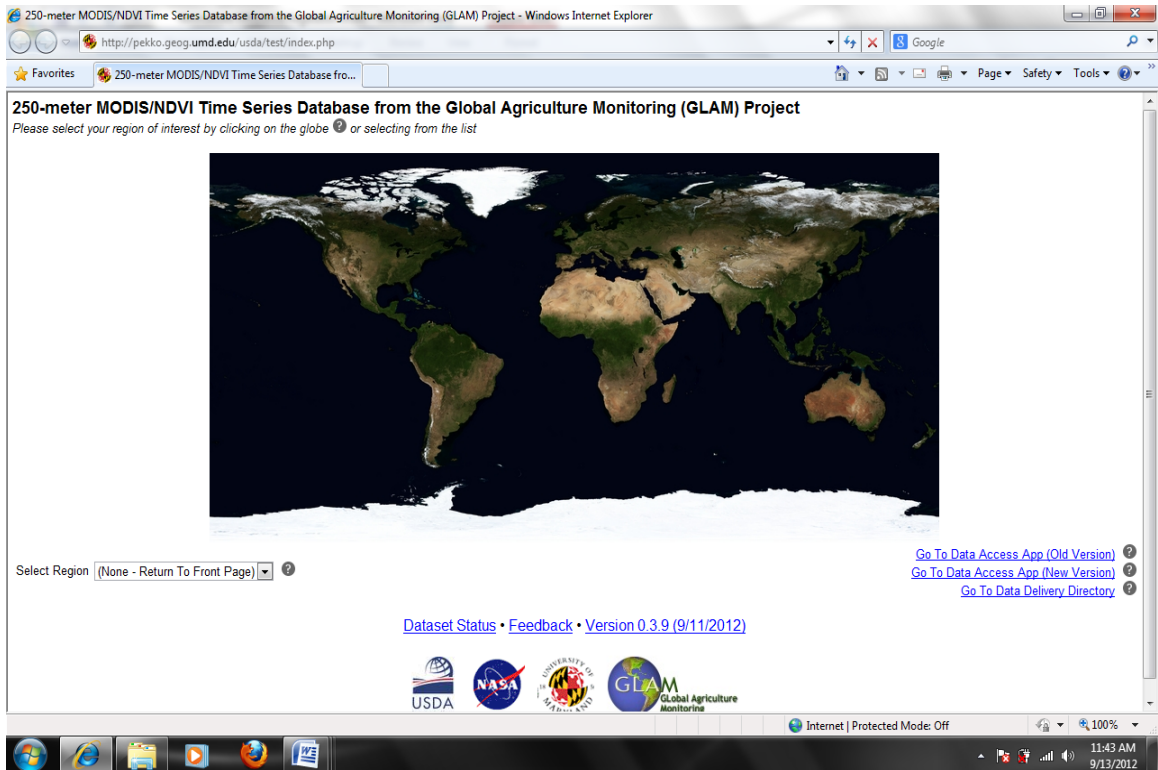 250-meter MODIS/NDVI Time Series Database from the Global Agriculture Monitoring (GLAM) Project - Windows Internet Explorer
http://pekko.geog.umd.edu/usda/test/index.php
Google
Favorites
250-meter MODIS/NDVI Time Series Database fro...
Page
Safety
Tools
250-meter MODIS/NDVI Time Series Database from the Global Agriculture Monitoring (GLAM) Project
Please select your region of interest by clicking on the globe ? or selecting from the list
Go To Data Access App (Old Version) ?
Select Region (None - Return To Front Page) ?
Go To Data Access App (New Version) ?
Go To Data Delivery Directory ?
Dataset Status • Feedback • Version 0.3.9 (9/11/2012)
USDA
NASA
UNIVERSITY OF
MARYLAND
GLAM
GLobal Agriculture
Monitoring
Internet | Protected Mode: Off
100%
11:43 AM
9/13/2012